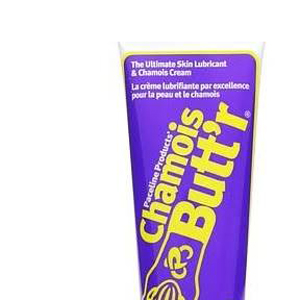 The Ultimate Skin Lubricant
& Chamois Cream
La crème lubrifiante par excellence
pour la peau et le chamois
Paceline Products'
Chamois
Butt'r®